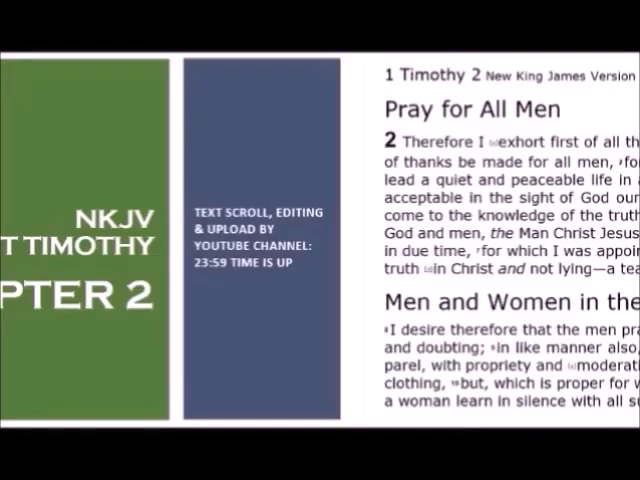 NKJV
T TIMOTHY
PTER 2
TEXT SCROLL, EDITING
& UPLOAD BY
YOUTUBE CHANNEL:
23:59 TIME IS UP
1 Timothy 2 New King James Version
Pray for All Men
2 Therefore I exhort first of all th
of thanks be made for all men, for
lead a quiet and peaceable life in a
acceptable in the sight of God our
come to the knowledge of the truth
God and men, the Man Christ Jesus
in due time, for which I was appoin
truth in Christ and not lying—a tea
Men and Women in the
I desire therefore that the men pra
and doubting; in like manner also,
parel, with propriety and moderati
clothing, but, which is proper for w
a woman learn in silence with all su